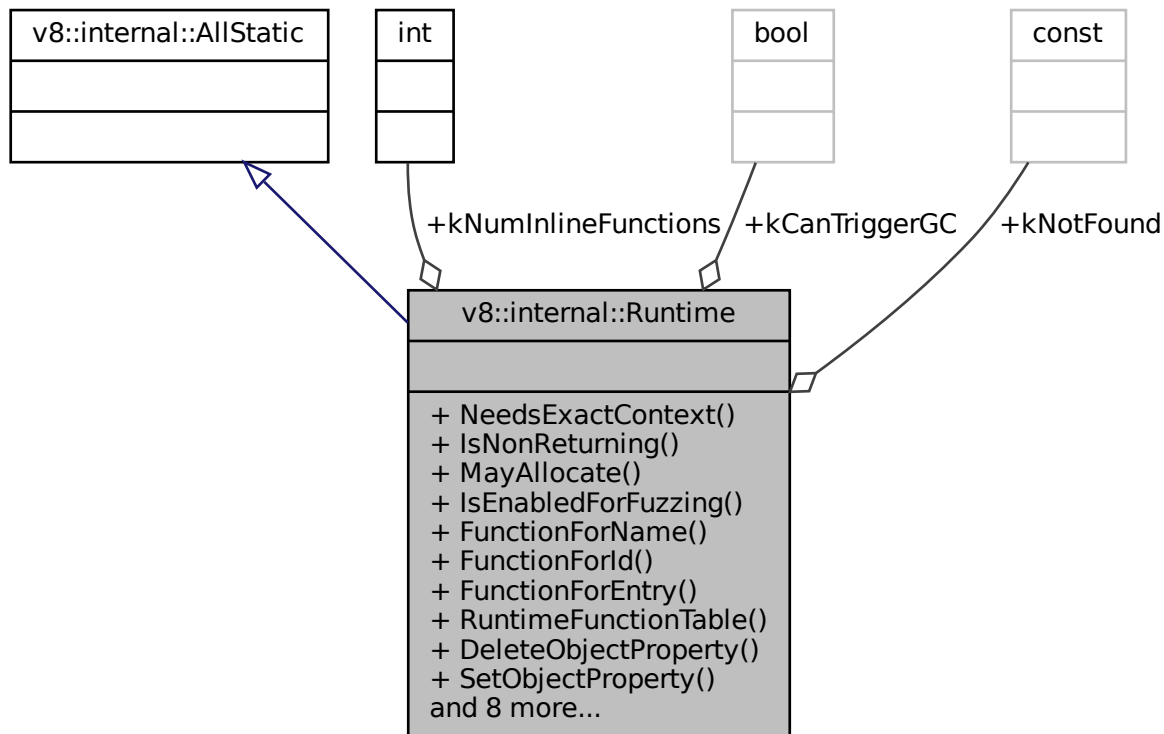 v8::internal::AllStatic
int
bool
const
+kNumInlineFunctions
+kCanTriggerGC
+kNotFound
v8::internal::Runtime
+ NeedsExactContext()
+ IsNonReturning()
+ MayAllocate()
+ IsEnabledForFuzzing()
+ FunctionForName()
+ FunctionForId()
+ FunctionForEntry()
+ RuntimeFunctionTable()
+ DeleteObjectProperty()
+ SetObjectProperty()
and 8 more...